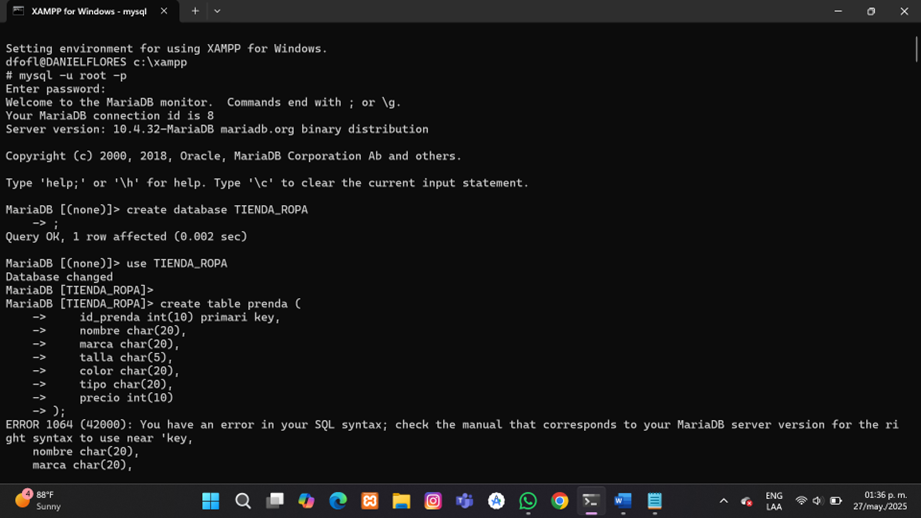 XAMPP for Windows - mysql
Setting environment for using XAMPP for Windows.
dfofl@DANIELFLORES c:\xampp
# mysql -u root -p
Enter password:
Welcome to the MariaDB monitor.  Commands end with ; or \g.
Your MariaDB connection id is 8
Server version: 10.4.32-MariaDB mariadb.org binary distribution
Copyright (c) 2000, 2018, Oracle, MariaDB Corporation Ab and others.
Type 'help;' or '\h' for help. Type '\c' to clear the current input statement.
MariaDB [(none)]> create database TIENDA_ROPA
    -> ;
Query OK, 1 row affected (0.002 sec)
MariaDB [(none)]> use TIENDA_ROPA
Database changed
MariaDB [TIENDA_ROPA]>
MariaDB [TIENDA_ROPA]> create table prenda (
    ->     id_prenda int(10) primari key,
    ->     nombre char(20),
    ->     marca char(20),
    ->     talla char(5),
    ->     color char(20),
    ->     tipo char(20),
    ->     precio int(10)
    -> );
ERROR 1064 (42000): You have an error in your SQL syntax; check the manual that corresponds to your MariaDB server version for the ri
ght syntax to use near 'key,
    nombre char(20),
    marca char(20),
4
88°F
Sunny
ENG
LAA
01:36 p. m.
27/may./2025